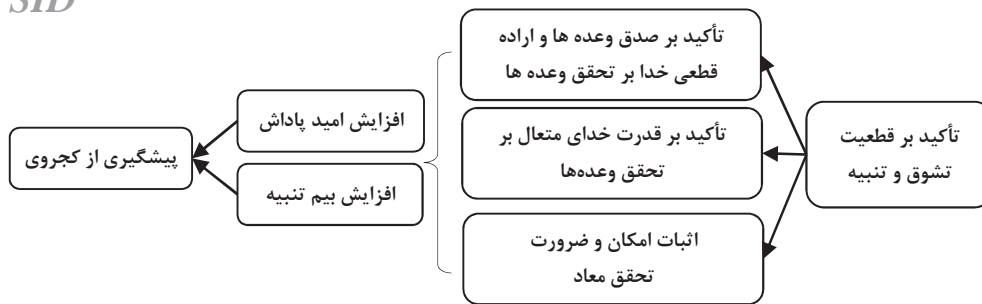 SID
تأکید بر قطعیت
تشوق و تنبیه
تأکید بر صدق وعده ها و اراده
قطعی خدا بر تحقق وعده ها
تأکید بر قدرت خدای متعال بر
تحقق وعده‌ها
اثبات امکان و ضرورت
تحقق معاد
افزایش امید پاداش
افزایش بیم تنبیه
پیشگیری از کجروی